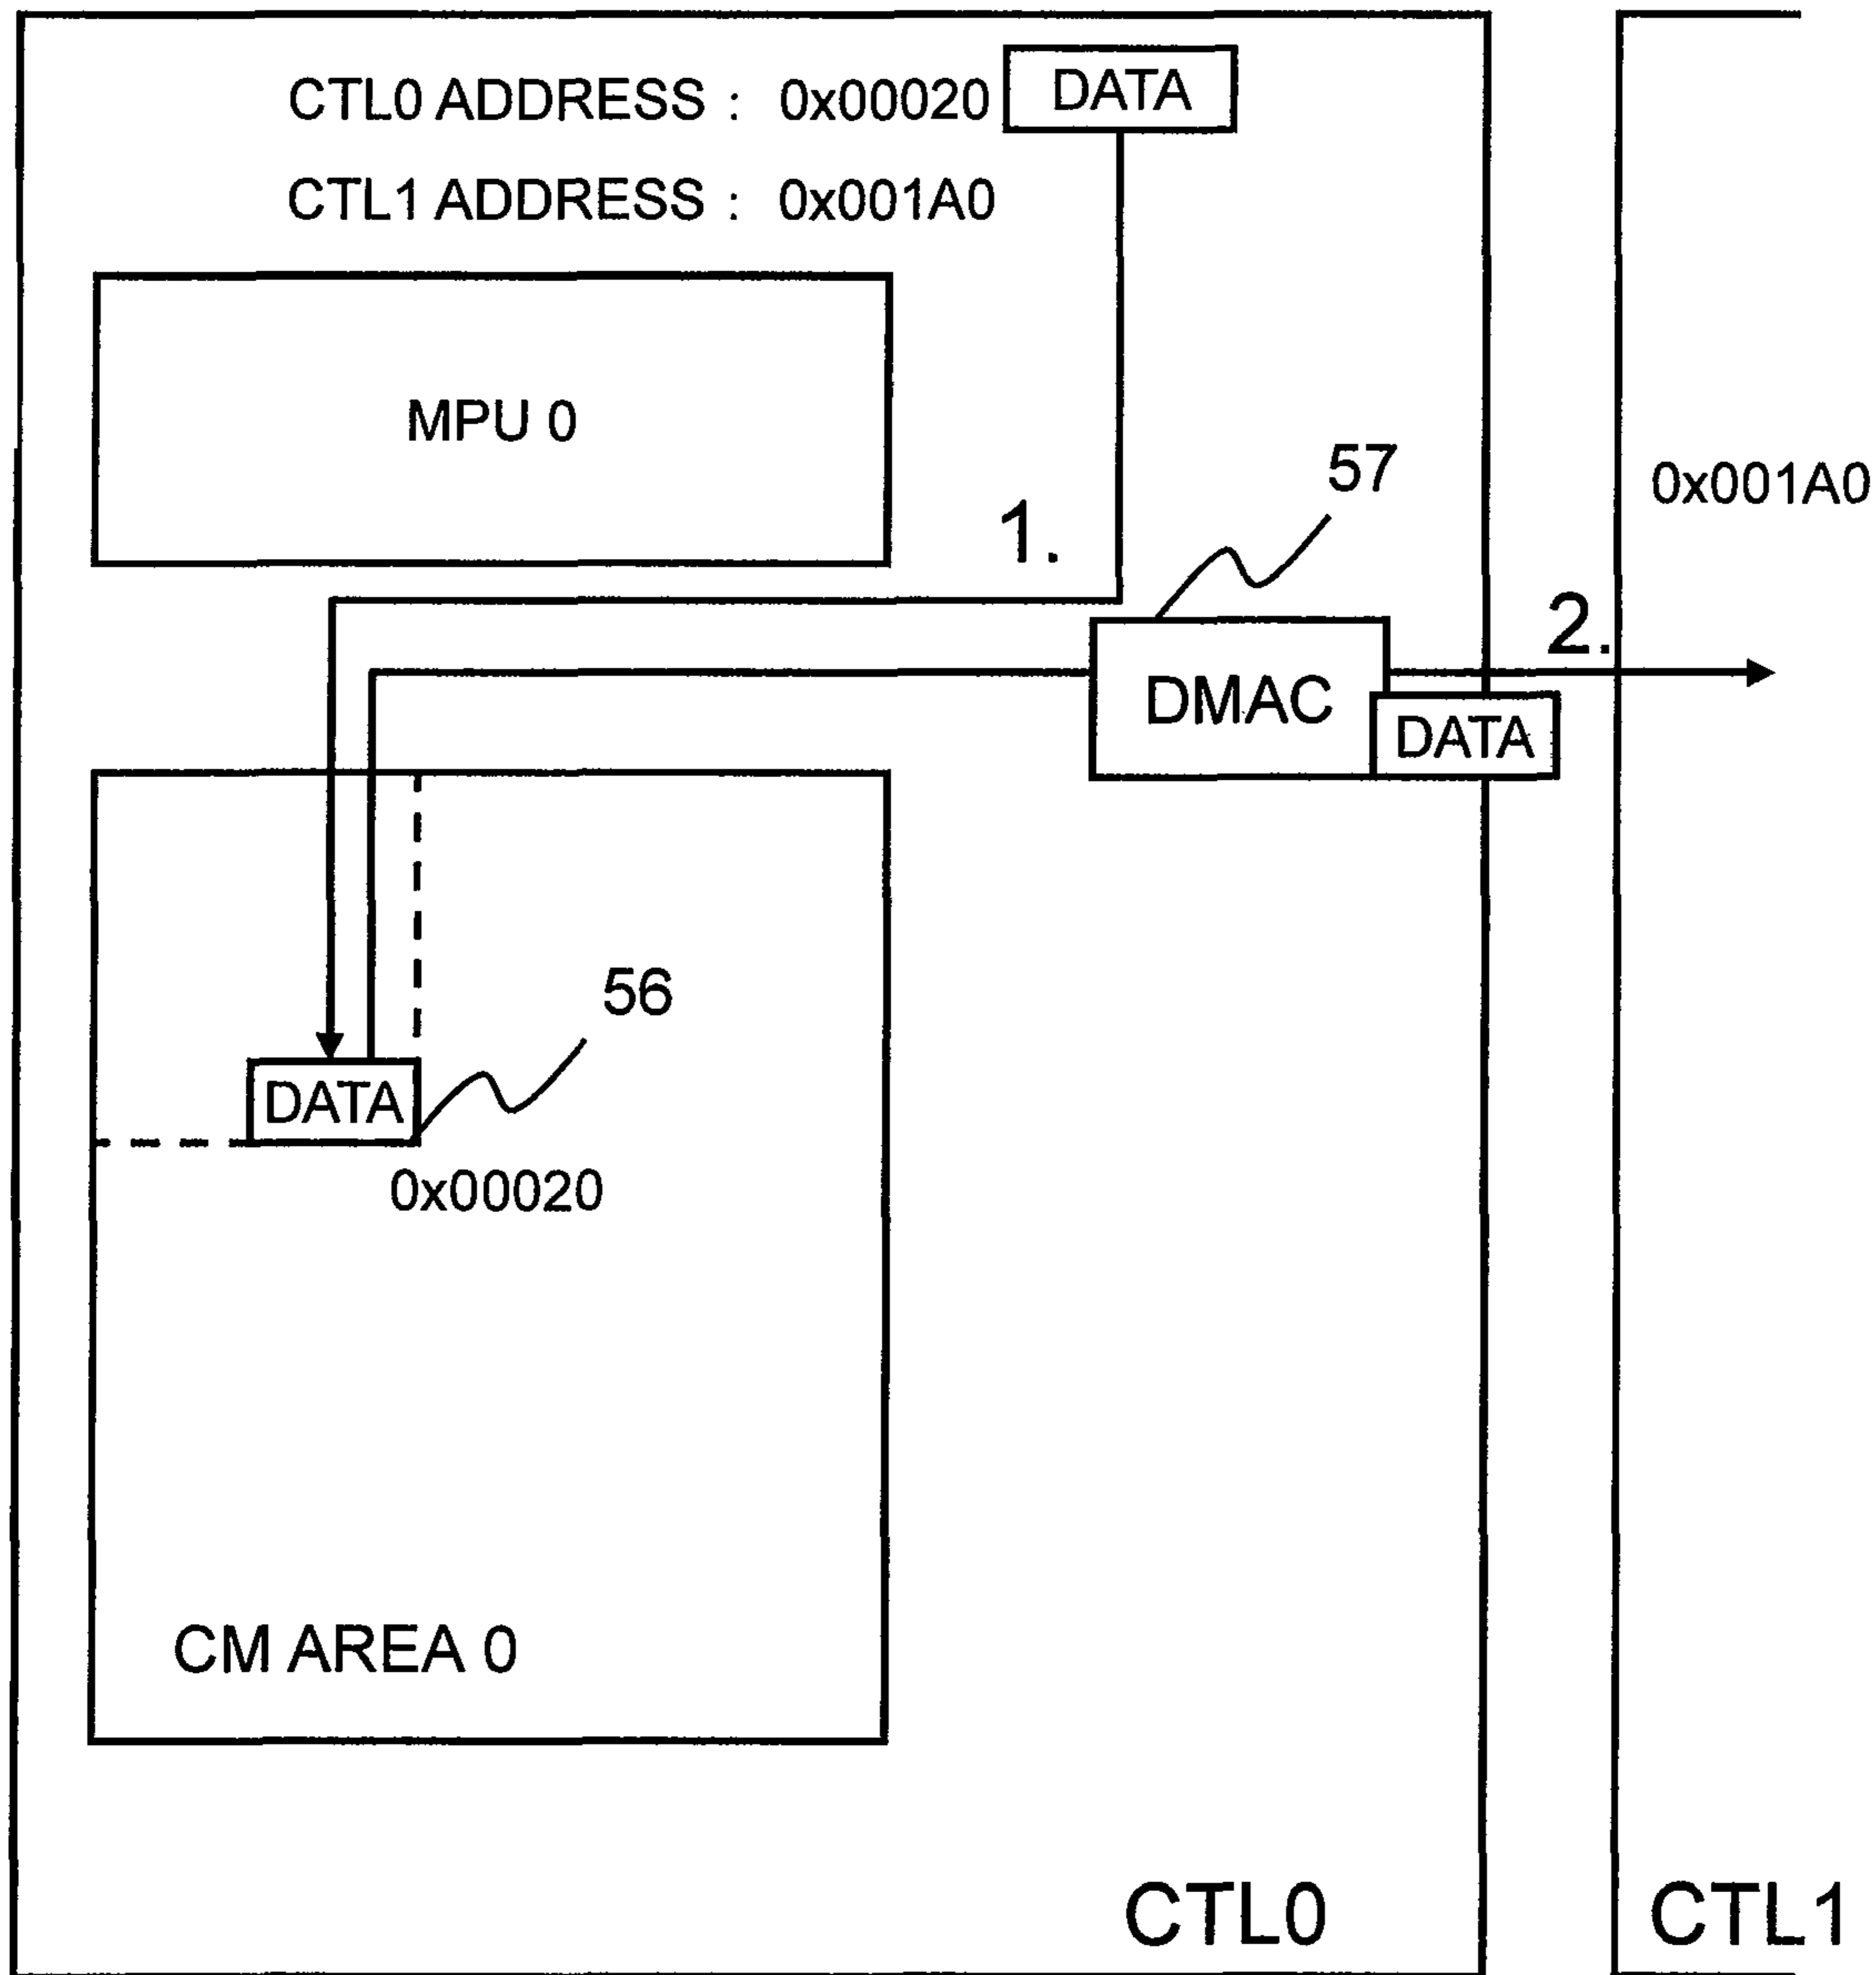 CTL0 ADDRESS : 0x00020
DATA
CTL1 ADDRESS : 0x001A0
MPU 0
57
0x001A0
1.
2.
DMAC
DATA
56
DATA
0x00020
CM AREA 0
CTL0
CTL1